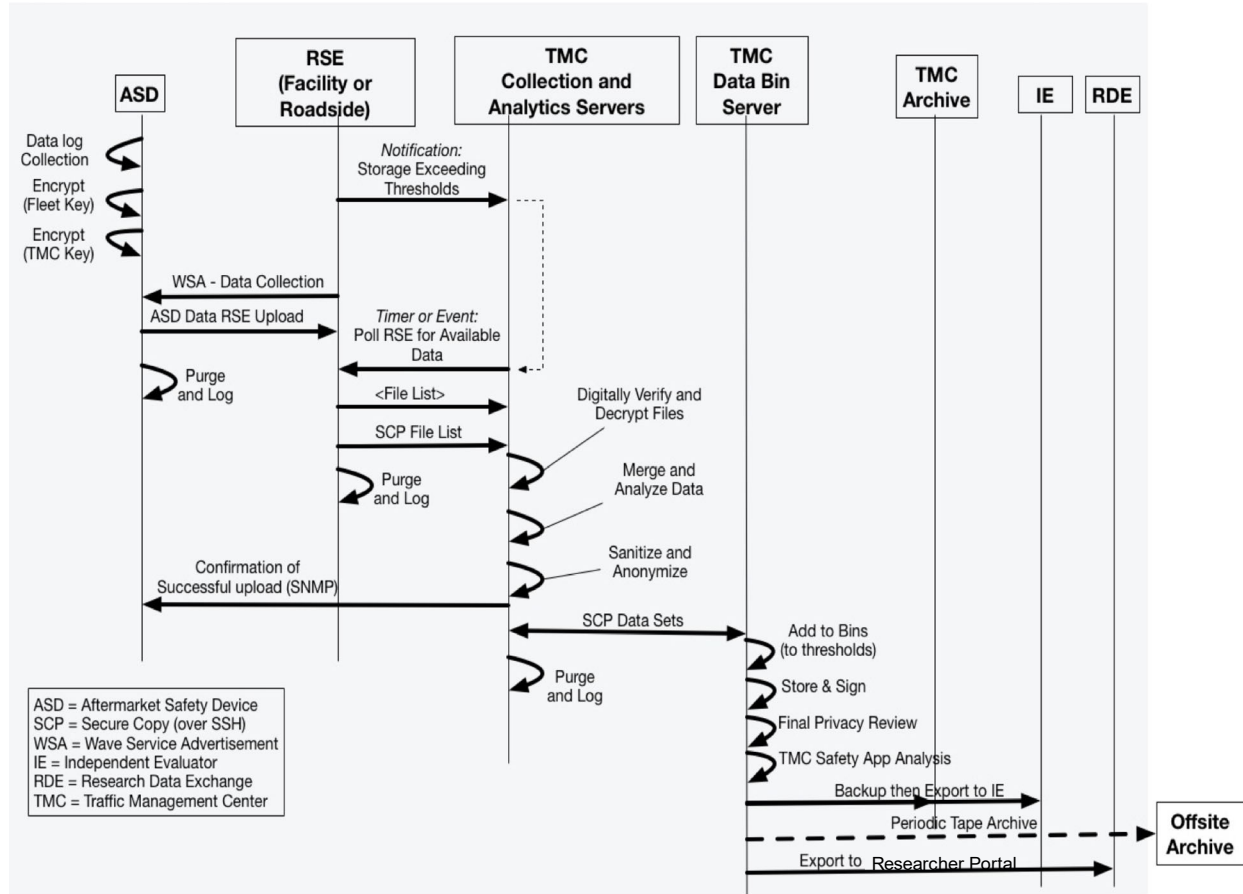 ASD
RSE
(Facility or
Roadside)
TMC
Collection and
Analytics Servers
TMC
Data Bin
Server
TMC
Archive
IE
RDE
Data log
Collection
Encrypt
(Fleet Key)
Encrypt
(TMC Key)
Notification:
Storage Exceeding
Thresholds
WSA - Data Collection
ASD Data RSE Upload
Timer or Event:
Poll RSE for Available
Data
Purge
and Log
<File List>
SCP File List
Digitally Verify and
Decrypt Files
Purge
and Log
Merge and
Analyze Data
Sanitize and
Anonymize
Confirmation of
Successful upload (SNMP)
SCP Data Sets
Add to Bins
(to thresholds)
Purge
and Log
Store & Sign
Final Privacy Review
TMC Safety App Analysis
Backup then Export to IE
Periodic Tape Archive
Offsite
Archive
Export to Researcher Portal
ASD = Aftermarket Safety Device
SCP = Secure Copy (over SSH)
WSA = Wave Service Advertisement
IE = Independent Evaluator
RDE = Research Data Exchange
TMC = Traffic Management Center